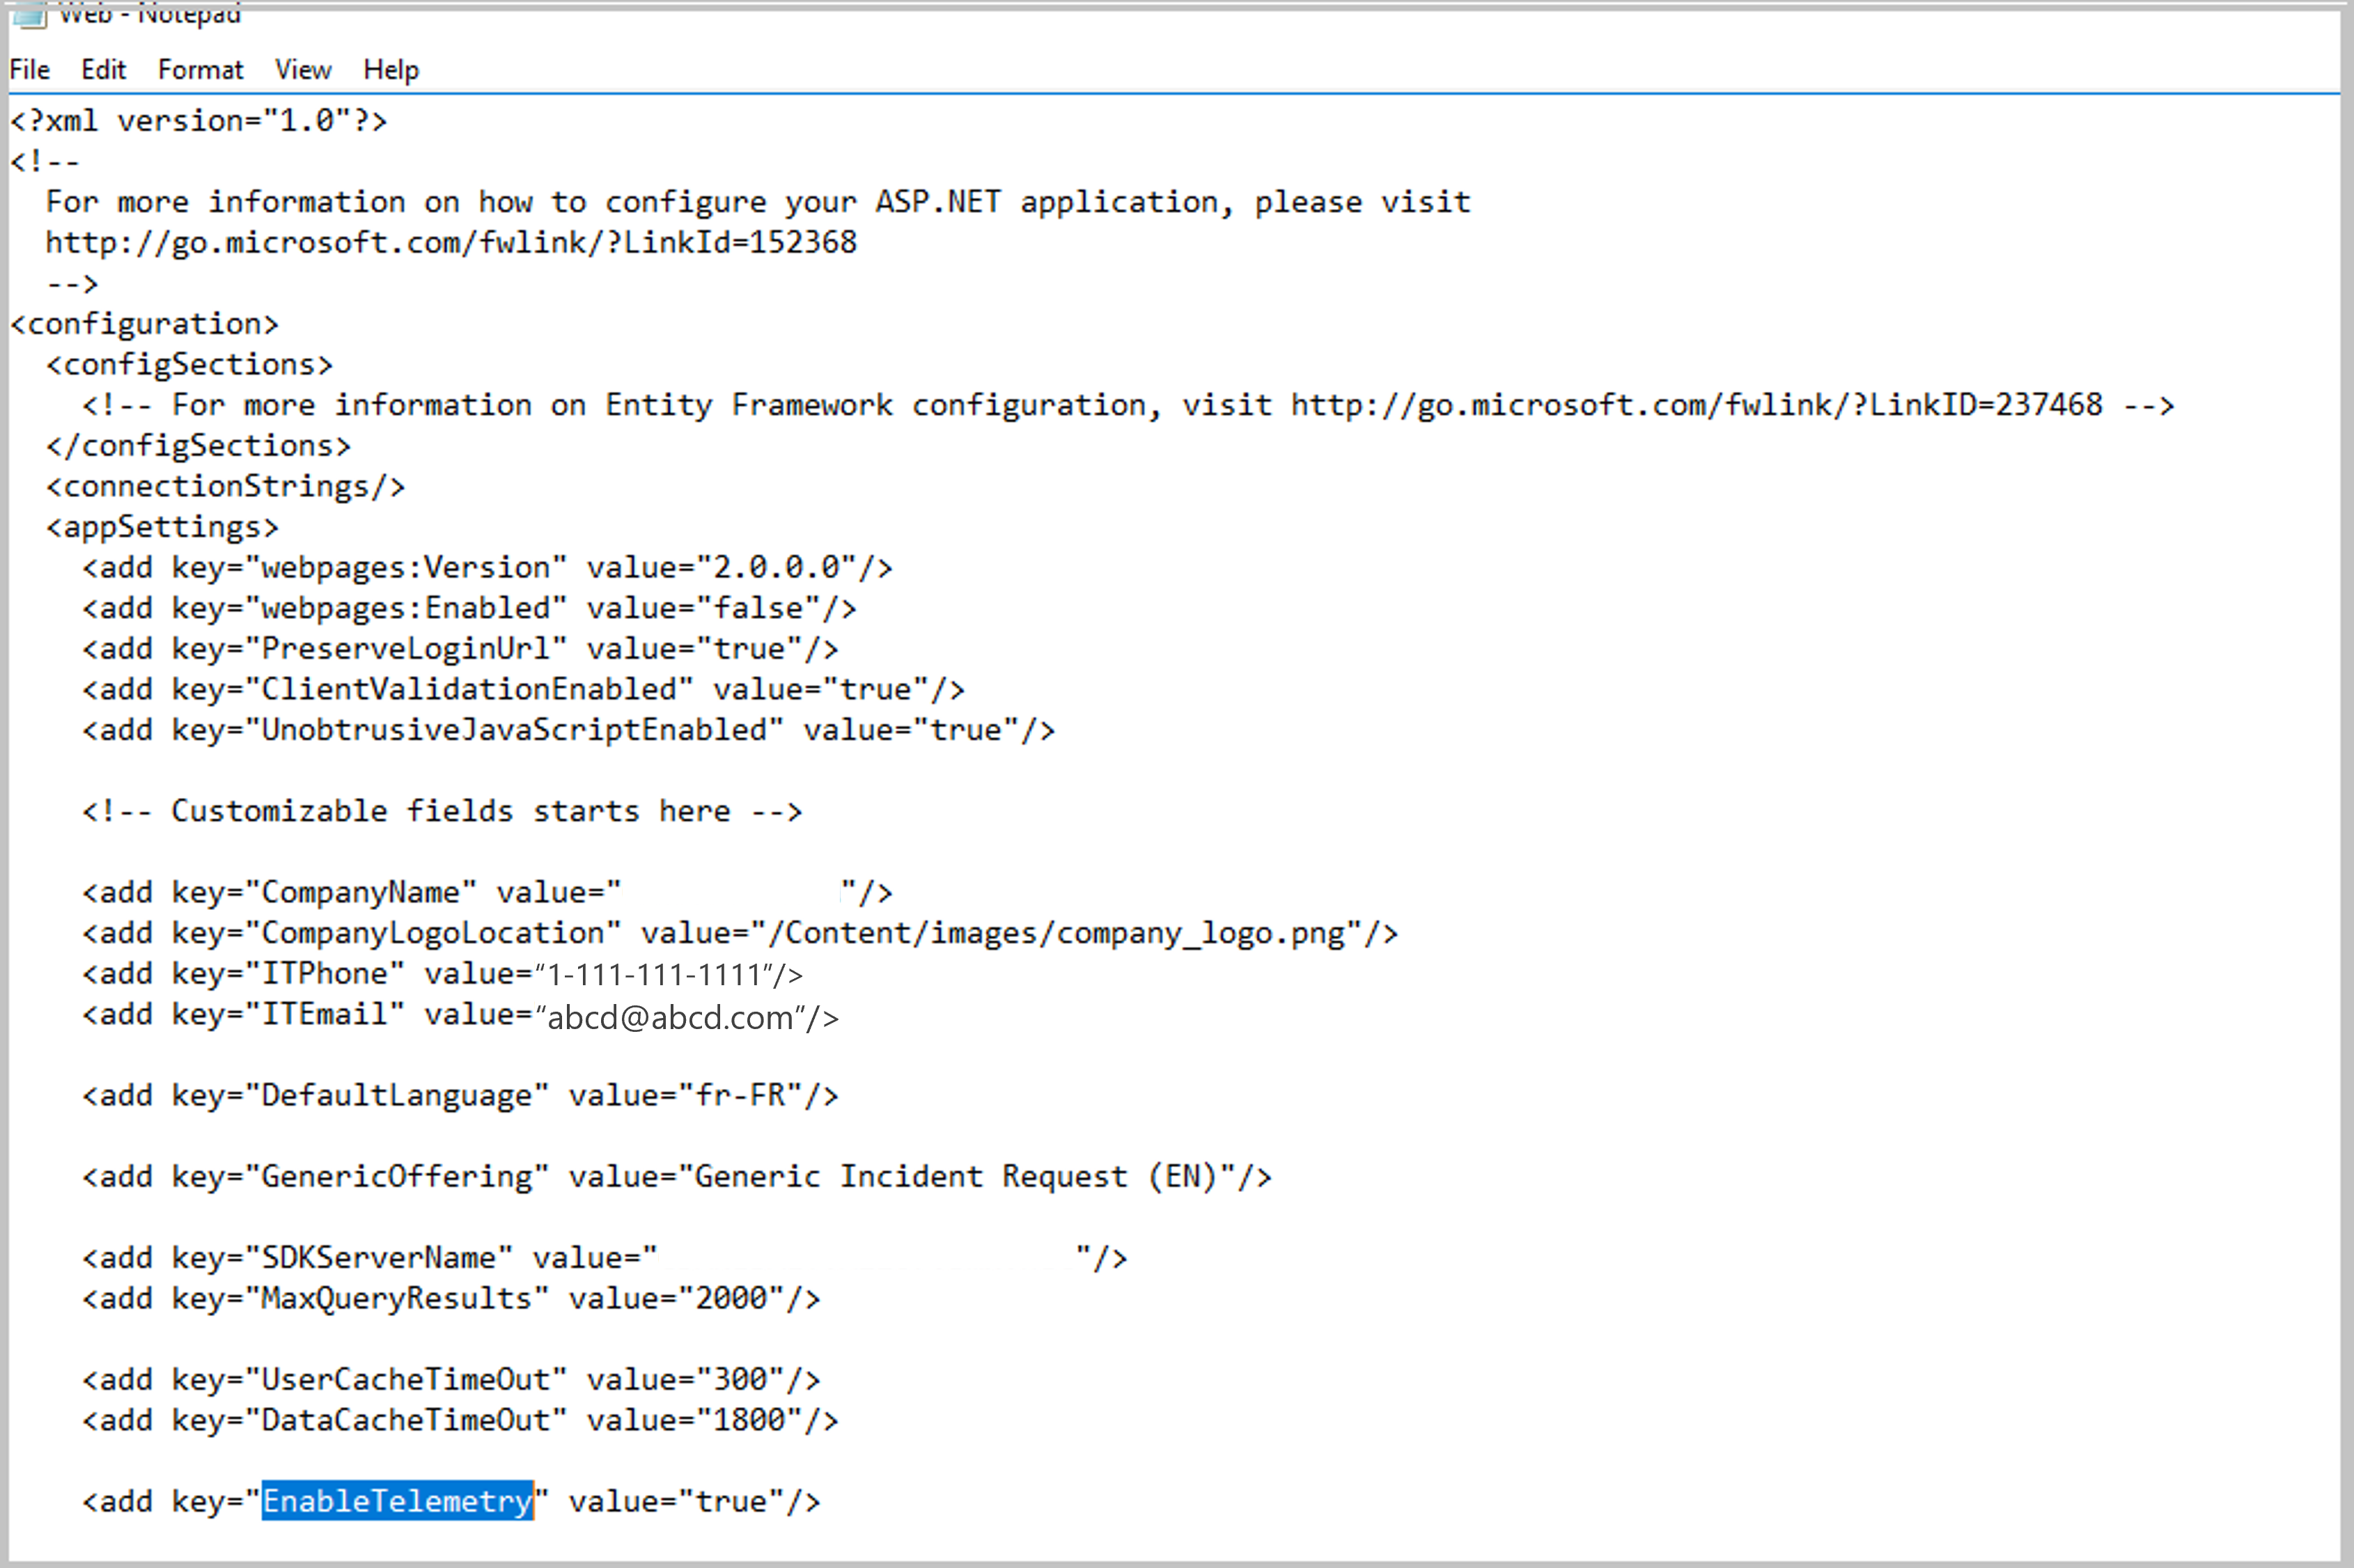 Web - Notepad
File Edit Format View Help
<?xml version="1.0"?>
<!--
  For more information on how to configure your ASP.NET application, please visit
  http://go.microsoft.com/fwlink/?LinkId=152368
  -->
<configuration>
  <configSections>
    <!-- For more information on Entity Framework configuration, visit http://go.microsoft.com/fwlink/?LinkID=237468 -->
  </configSections>
  <connectionStrings/>
  <appSettings>
    <add key="webpages:Version" value="2.0.0.0"/>
    <add key="webpages:Enabled" value="false"/>
    <add key="PreserveLoginUrl" value="true"/>
    <add key="ClientValidationEnabled" value="true"/>
    <add key="UnobtrusiveJavaScriptEnabled" value="true"/>

    <!-- Customizable fields starts here -->

    <add key="CompanyName" value="            "/>
    <add key="CompanyLogoLocation" value="/Content/images/company_logo.png"/>
    <add key="ITPhone" value=“1-111-111-1111”/>
    <add key="ITEmail" value=“abcd@abcd.com”/>

    <add key="DefaultLanguage" value="fr-FR"/>

    <add key="GenericOffering" value="Generic Incident Request (EN)"/>

    <add key="SDKServerName" value="                       "/>
    <add key="MaxQueryResults" value="2000"/>

    <add key="UserCacheTimeOut" value="300"/>
    <add key="DataCacheTimeOut" value="1800"/>

    <add key="EnableTelemetry" value="true"/>